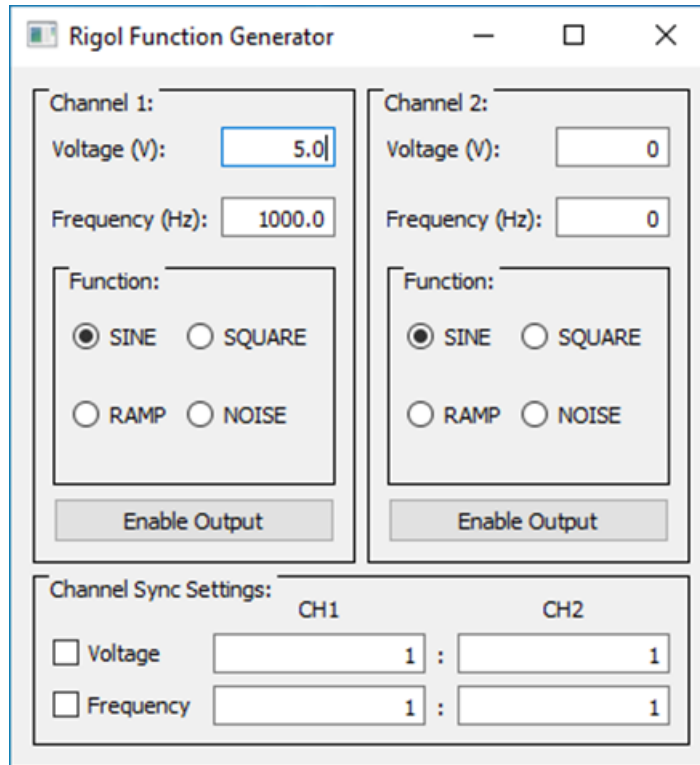 Rigol Function Generator
Channel 1:
Voltage (V): 5.0
Frequency (Hz): 1000.0
Function:
SINE SQUARE
RAMP NOISE
Enable Output
Channel 2:
Voltage (V): 0
Frequency (Hz): 0
Function:
SINE SQUARE
RAMP NOISE
Enable Output
Channel Sync Settings:
CH1 CH2
Voltage 1 : 1
Frequency 1 : 1